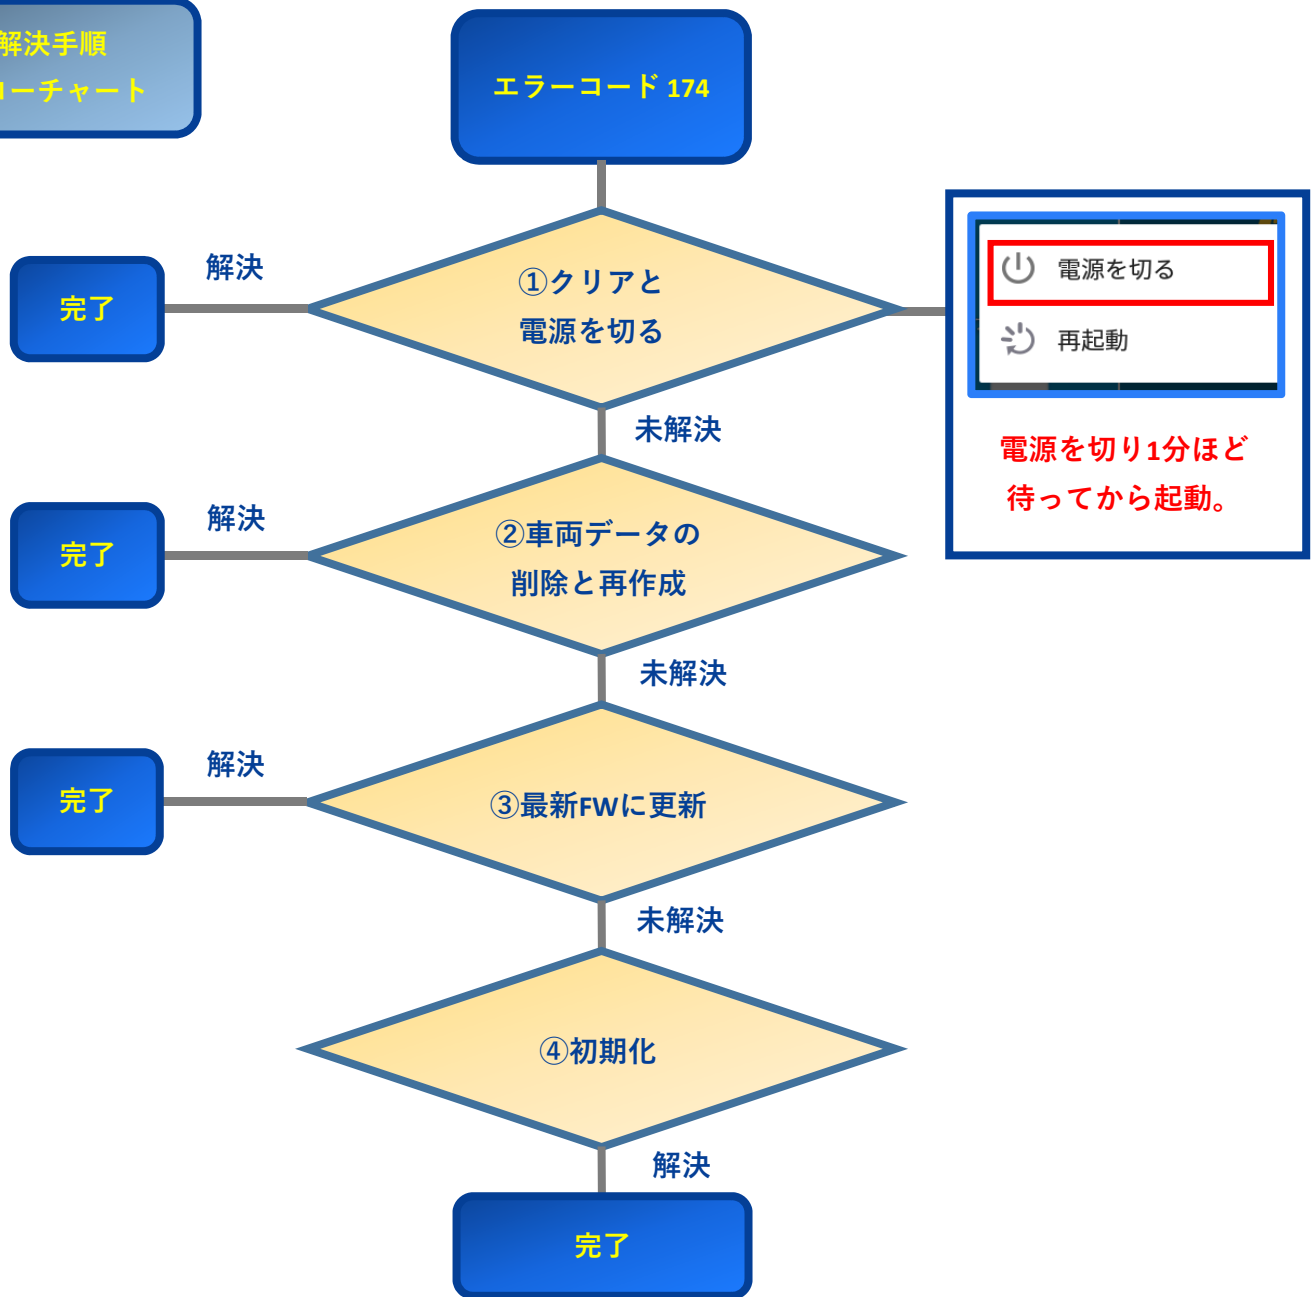 解決手順
ローチャート
エラーコード 174
解決
完了
①クリアと
電源を切る
電源を切る
再起動
電源を切り1分ほど
待ってから起動。
未解決
解決
完了
②車両データの
削除と再作成
未解決
解決
完了
③最新FWに更新
未解決
④初期化
解決
完了